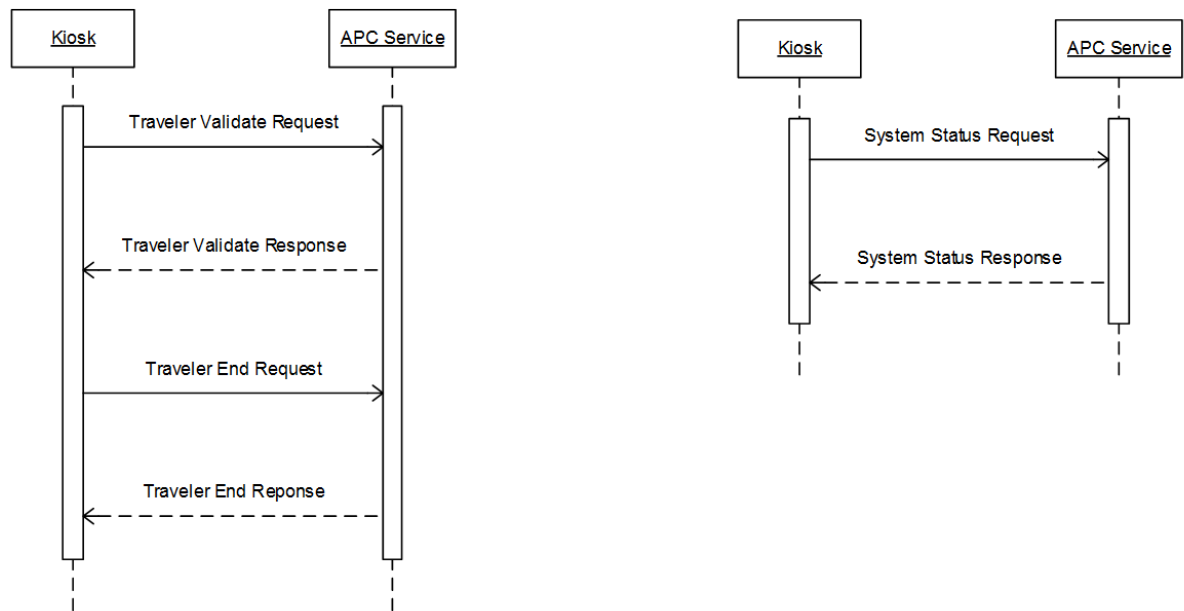 Kiosk
APC Service
Traveler Validate Request
Traveler Validate Response
Traveler End Request
Traveler End Reponse
Kiosk
APC Service
System Status Request
System Status Response